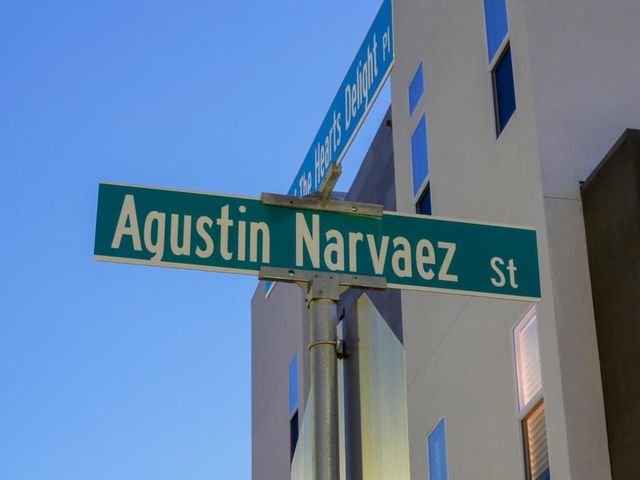 The Hearts Delight Pl
Agustin Narvaez St